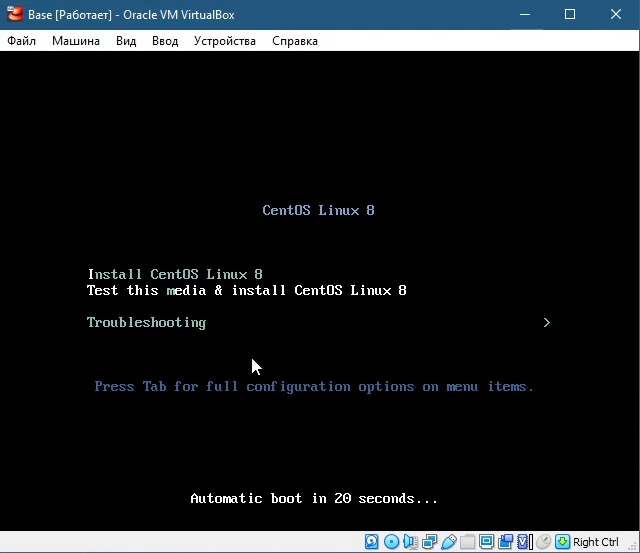 Base [Работает] - Oracle VM VirtualBox
Файл Машина Вид Ввод Устройства Справка
CentOS Linux 8
Install CentOS Linux 8
Test this media & install CentOS Linux 8
Troubleshooting >
Press Tab for full configuration options on menu items.
Automatic boot in 20 seconds...
Right Ctrl